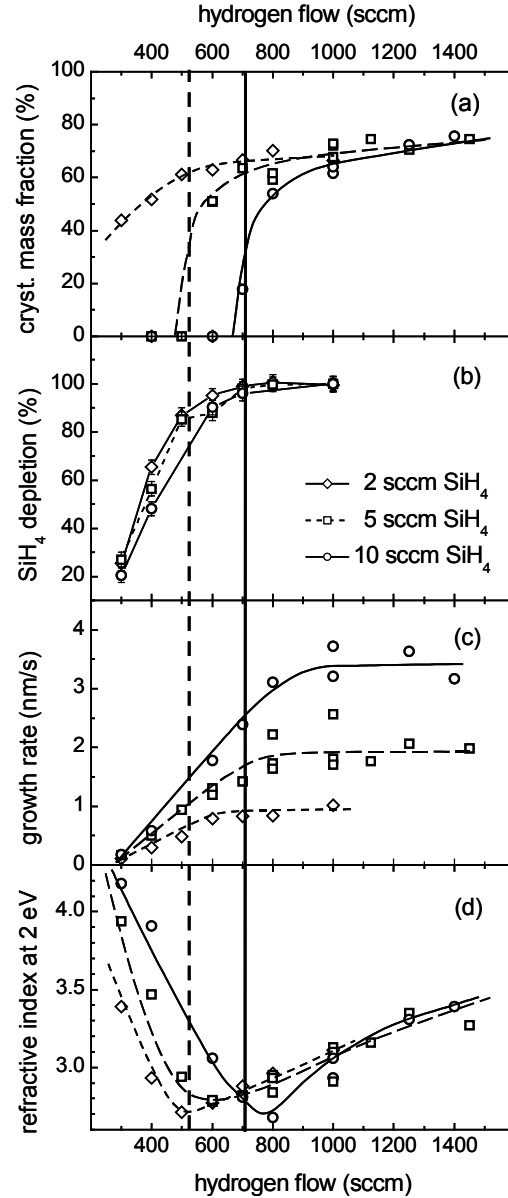 hydrogen flow (sccm)
400 600 800 1000 1200 1400
100
80
60
40
20
0
cryst. mass fraction (%)
(a)
100
80
60
40
20
SiH4 depletion (%)
(b)
2 sccm SiH4
5 sccm SiH4
10 sccm SiH4
4
3
2
1
0
growth rate (nm/s)
(c)
4.0
3.5
3.0
refractive index at 2 eV
(d)
400 600 800 1000 1200 1400
hydrogen flow (sccm)